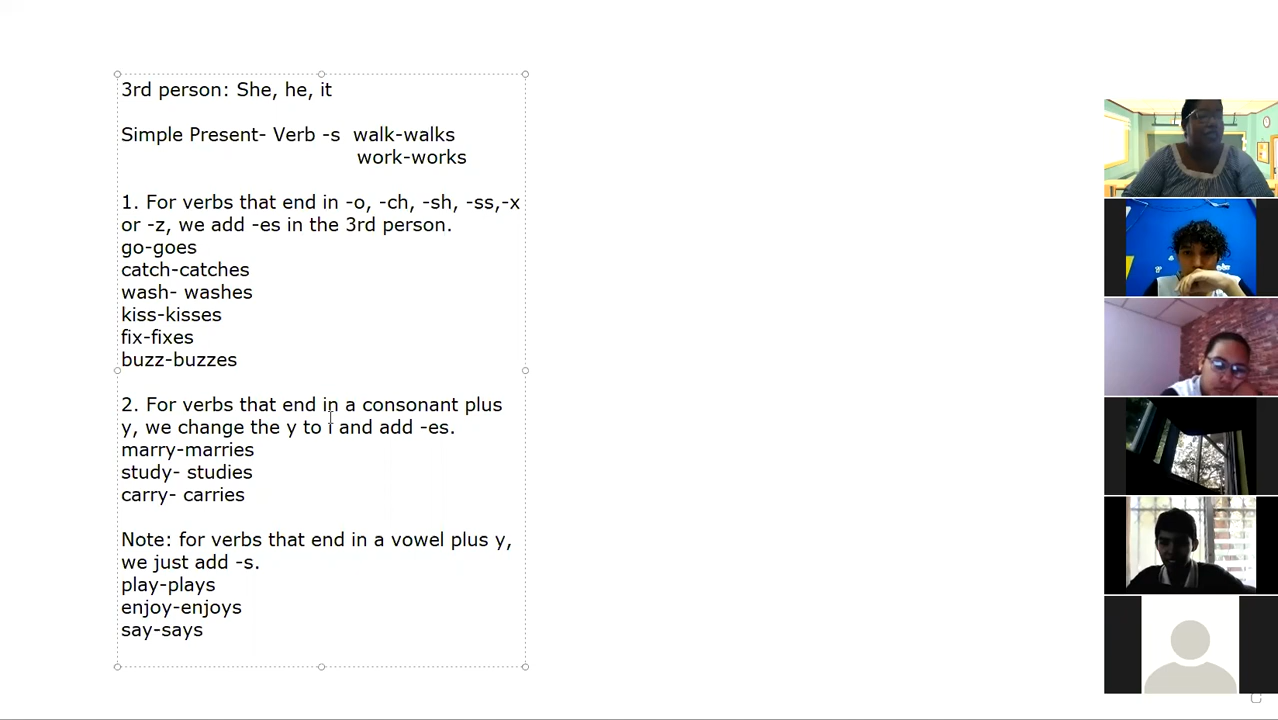 3rd person: She, he, it
Simple Present- Verb -s  walk-walks
work-works
1. For verbs that end in -o, -ch, -sh, -ss,-x
or -z, we add -es in the 3rd person.
go-goes
catch-catches
wash- washes
kiss-kisses
fix-fixes
buzz-buzzes
2. For verbs that end in a consonant plus
y, we change the y to i and add -es.
marry-marries
study- studies
carry- carries
Note: for verbs that end in a vowel plus y,
we just add -s.
play-plays
enjoy-enjoys
say-says